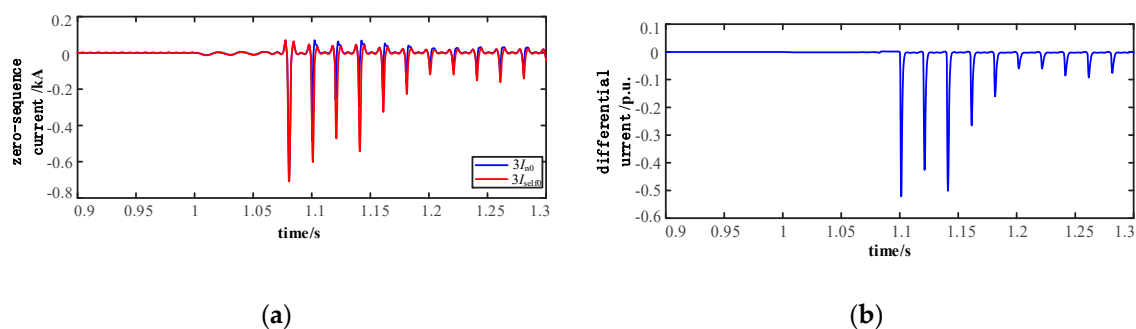 0.2
0
-0.2
-0.4
-0.6
-0.8
zero-sequence
current /kA
3In0
3Iself0
0.9 0.95 1 1.05 1.1 1.15 1.2 1.25 1.3
time/s
(a)
0.1
0
-0.1
-0.2
-0.3
-0.4
-0.5
-0.6
differential
urrent/p.u.
0.9 0.95 1 1.05 1.1 1.15 1.2 1.25 1.3
time/s
(b)